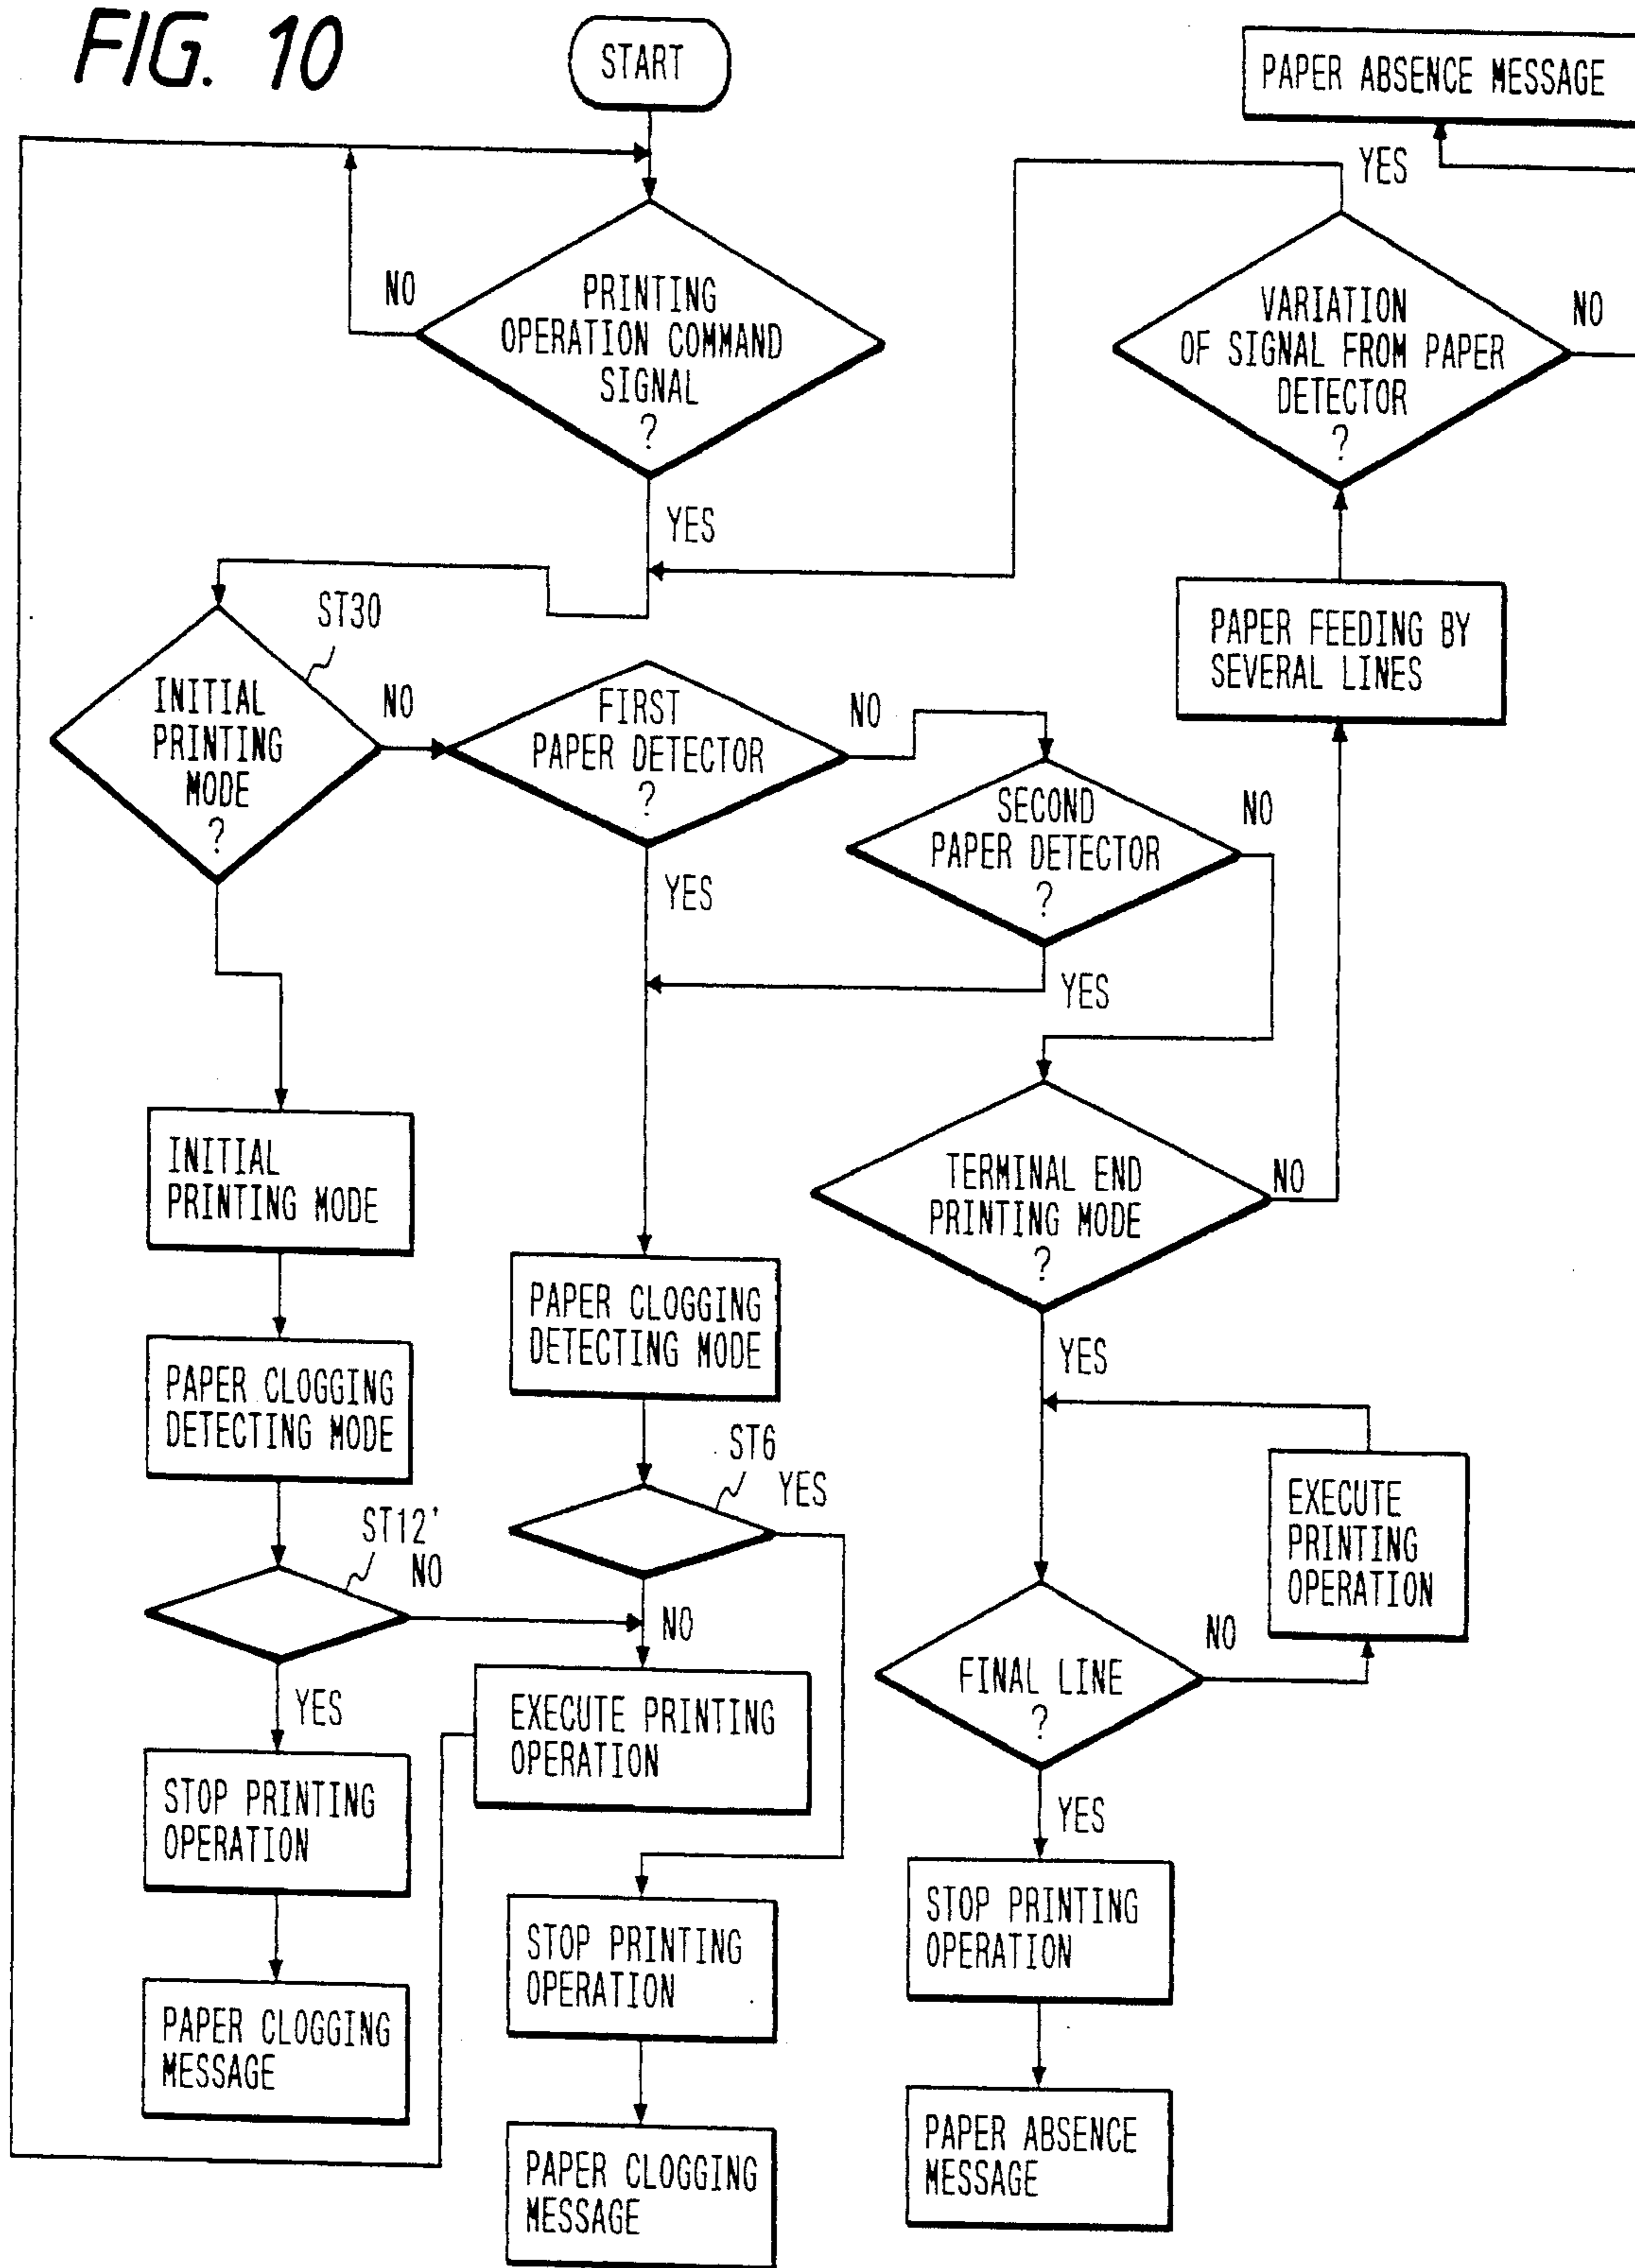 FIG. 10
START
PAPER ABSENCE MESSAGE
YES
NO
PRINTING
OPERATION COMMAND
SIGNAL
?
VARIATION
OF SIGNAL FROM PAPER
DETECTOR
?
NO
YES
ST30
PAPER FEEDING BY
SEVERAL LINES
INITIAL
PRINTING
MODE
?
NO
FIRST
PAPER DETECTOR
?
NO
SECOND
PAPER DETECTOR
?
NO
YES
YES
INITIAL
PRINTING MODE
TERMINAL END
PRINTING MODE
?
NO
PAPER CLOGGING
DETECTING MODE
YES
PAPER CLOGGING
DETECTING MODE
ST6
YES
EXECUTE
PRINTING
OPERATION
ST12'
NO
NO
NO
FINAL LINE
?
YES
EXECUTE PRINTING
OPERATION
STOP PRINTING
OPERATION
YES
STOP PRINTING
OPERATION
STOP PRINTING
OPERATION
PAPER CLOGGING
MESSAGE
PAPER ABSENCE
MESSAGE
PAPER CLOGGING
MESSAGE